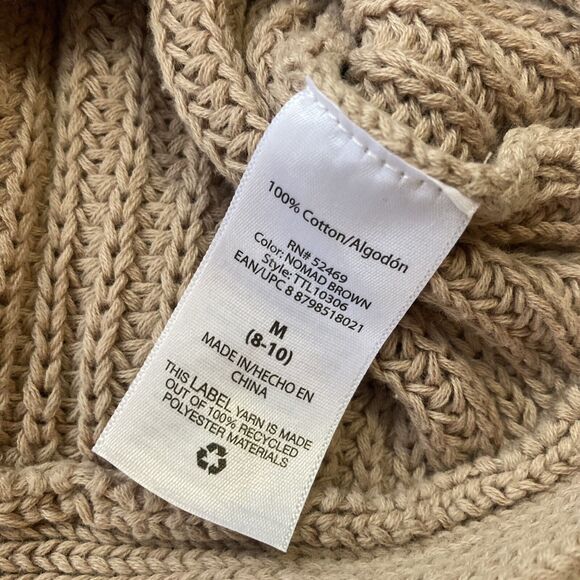 100% Cotton/Algodón
RN# 52469
Color: NOMAD BROWN
Style: TTL10306
EAN/UPC 8 8798518021
M
(8-10)
MADE IN/HECHO EN
CHINA
THIS LABEL YARN IS MADE
OUT OF 100% RECYCLED
POLYESTER MATERIALS